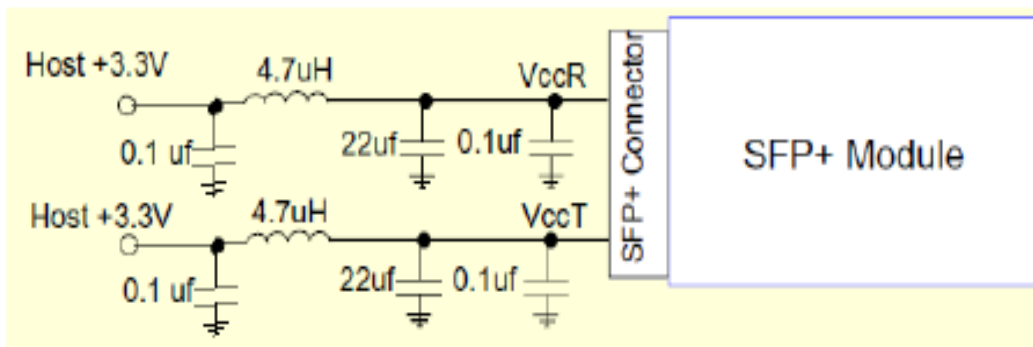 Host +3.3V
4.7uH
VccR
0.1 uf
22uf
0.1uf
Host +3.3V
4.7uH
VccT
0.1 uf
22uf
0.1uf
SFP+ Connector
SFP+ Module